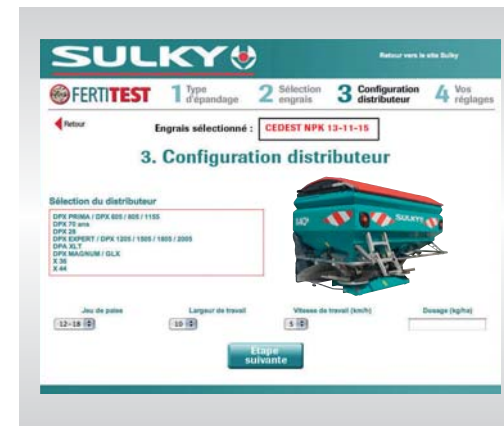 SULKY
Retour vers le site Sulky
FERTITEST
1 Type d'épandage
2 Sélection engrais
3 Configuration distributeur
4 Vos réglages
Retour
Engrais sélectionné : CEDEST NPK 13-11-15
3. Configuration distributeur
Sélection du distributeur
DPX PRIMA / DPX 605 / 805 / 1155
DPX 70 ans
DPX 28
DPX EXPERT / DPX 1205 / 1505 / 1605 / 2005
DPA XLT
DPX MAGNUM / GLX
X 36
X 44
SULKY
Jeu de pales
Largeur de travail
Vitesse de travail (km/h)
Dosage (kg/ha)
12-18
10
5
Etape suivante